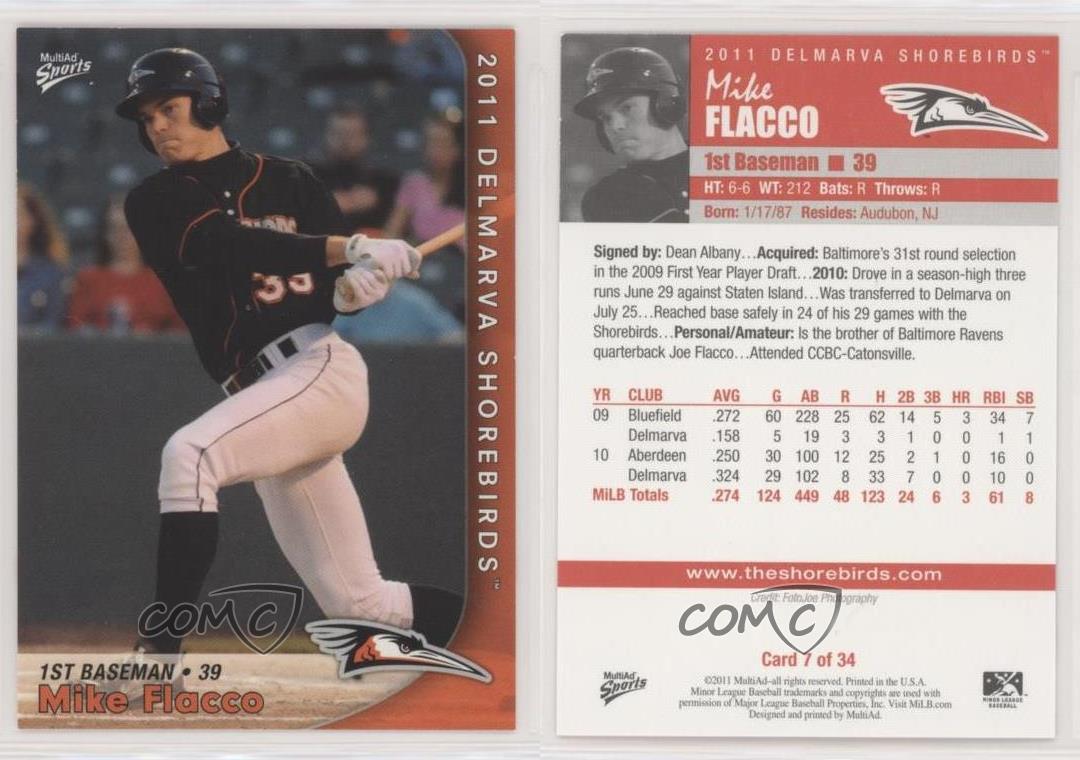 MultiAd
Sports
2011 DELMARVA SHOREBIRDS™
39
COMC
1ST BASEMAN • 39
Mike Flacco
2011 DELMARVA SHOREBIRDS™
Mike
FLACCO
1st Baseman ■ 39
HT: 6-6 WT: 212 Bats: R Throws: R
Born: 1/17/87 Resides: Audubon, NJ
Signed by: Dean Albany...Acquired: Baltimore's 31st round selection
in the 2009 First Year Player Draft...2010: Drove in a season-high three
runs June 29 against Staten Island...Was transferred to Delmarva on
July 25...Reached base safely in 24 of his 29 games with the
Shorebirds...Personal/Amateur: Is the brother of Baltimore Ravens
quarterback Joe Flacco...Attended CCBC-Catonsville.
YR CLUB AVG G AB R H 2B 3B HR RBI SB
09 Bluefield .272 60 228 25 62 14 5 3 34 7
Delmarva .158 5 19 3 3 1 0 0 1 1
10 Aberdeen .250 30 100 12 25 2 1 0 16 0
Delmarva .324 29 102 8 33 7 0 0 10 0
MiLB Totals .274 124 449 48 123 24 6 3 61 8
www.theshorebirds.com
Credit: FotoJoe Photography
COMC
Card 7 of 34
MultiAd
Sports
©2011 MultiAd–all rights reserved. Printed in the U.S.A.
Minor League Baseball trademarks and copyrights are used with
permission of Major League Baseball Properties, Inc. Visit MiLB.com
Designed and printed by MultiAd.
MINOR LEAGUE
BASEBALL